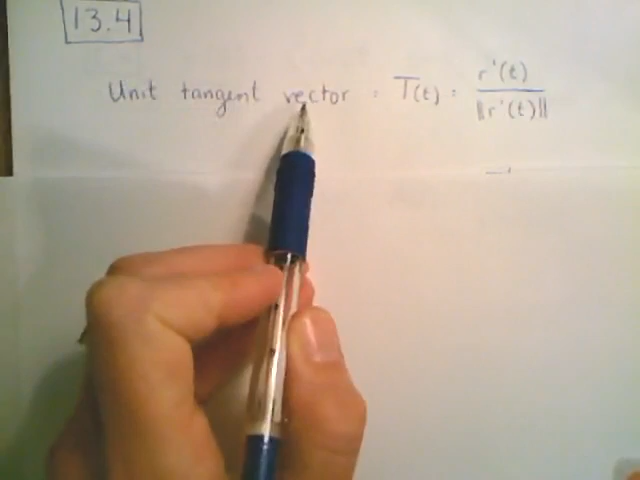 13.4
Unit tangent vector = T(t) = r'(t) / ||r'(t)||